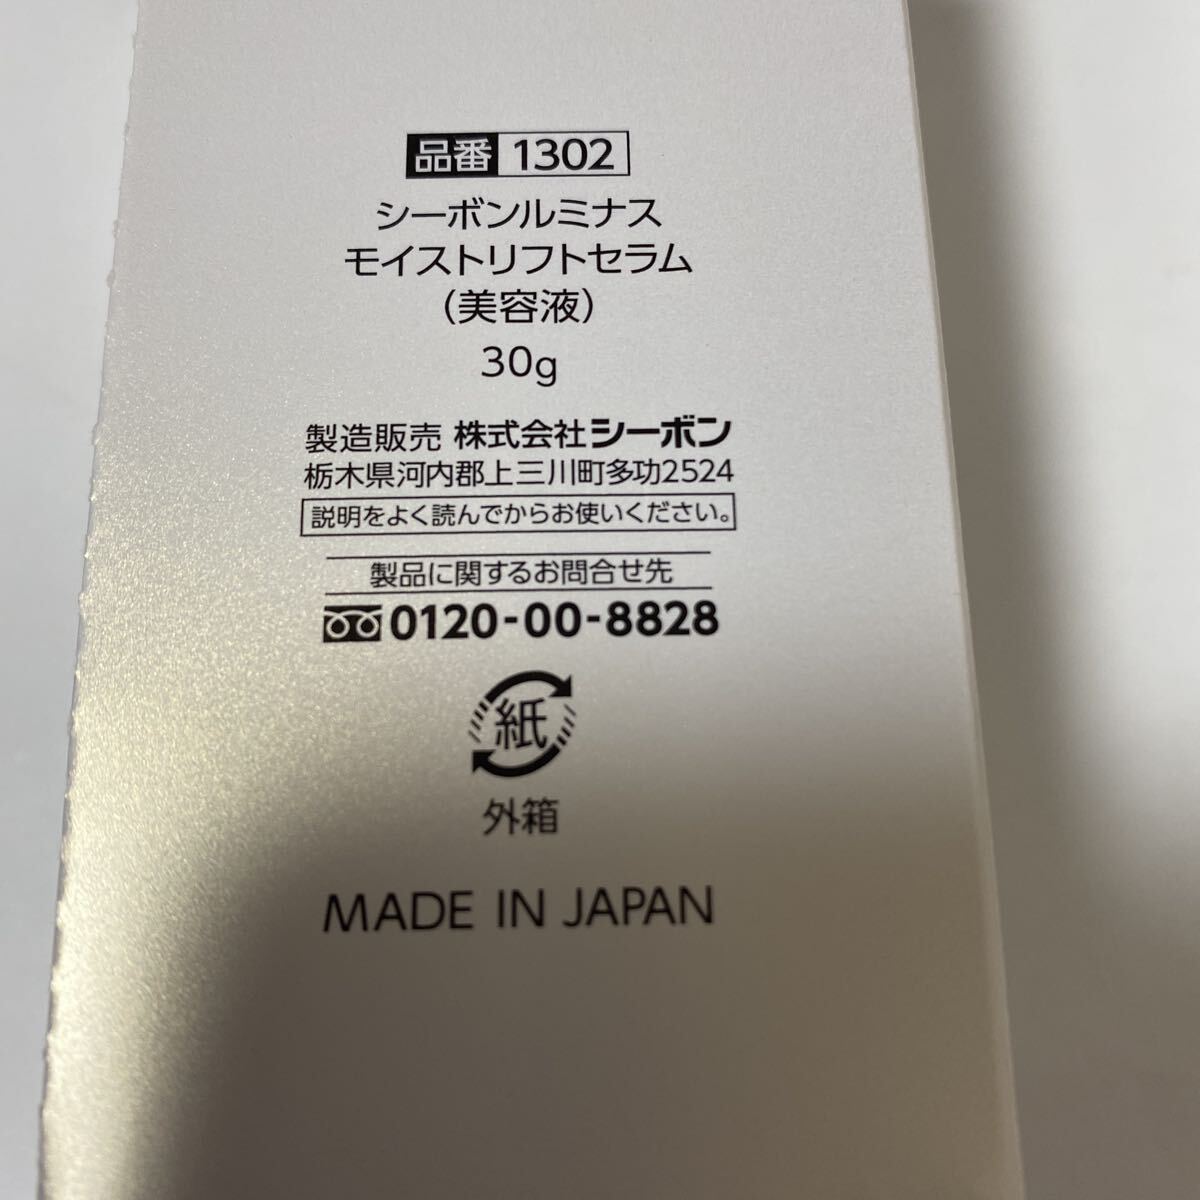 品番 1302
シーボンルミナス
モイストリフトセラム
(美容液)
30g
製造販売 株式会社シーボン
栃木県河内郡上三川町多功2524
説明をよく読んでからお使いください。
製品に関するお問合せ先
0120-00-8828
紙
外箱
MADE IN JAPAN